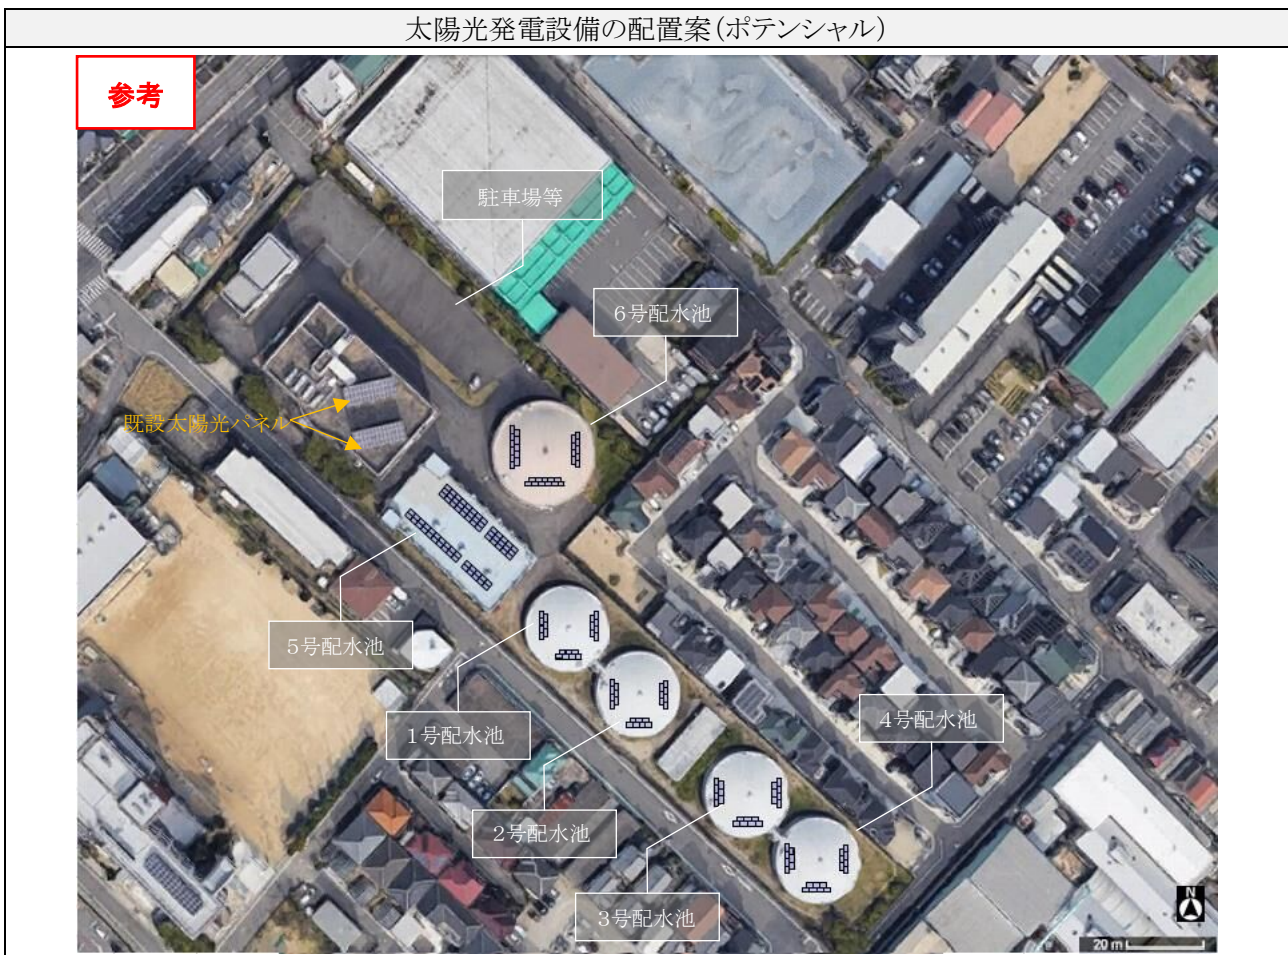 太陽光発電設備の配置案(ポテンシャル)
参考
駐車場等
6号配水池
既設太陽光パネル
5号配水池
1号配水池
4号配水池
2号配水池
3号配水池
N
20 m